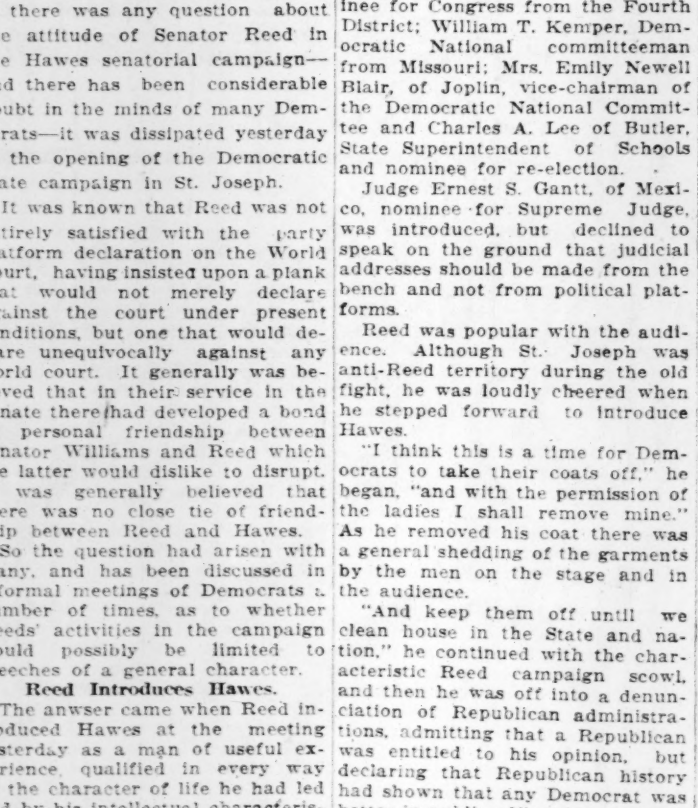 there was any question about
e attitude of Senator Reed in
e Hawes senatorial campaign—
d there has been considerable
oubt in the minds of many Dem-
rats—it was dissipated yesterday
the opening of the Democratic
ate campaign in St. Joseph.
It was known that Reed was not
tirely satisfied with the party
atform declaration on the World
ourt, having insisted upon a plank
at would not merely declare
ainst the court under present
nditions, but one that would de-
are unequivocally against any
orld court. It generally was be-
ved that in their service in the
nate there had developed a bond
personal friendship between
nator Williams and Reed which
e latter would dislike to disrupt.
was generally believed that
ere was no close tie of friend-
ip between Reed and Hawes.
So the question had arisen with
any, and has been discussed in
formal meetings of Democrats a
umber of times, as to whether
eeds' activities in the campaign
ould possibly be limited to
eeches of a general character.
Reed Introduces Hawes.
The anwser came when Reed in-
oduced Hawes at the meeting
sterday as a man of useful ex-
rience, qualified in every way
the character of life he had led
d by his intellectual characteris-
inee for Congress from the Fourth
District; William T. Kemper, Dem-
ocratic National committeeman
from Missouri; Mrs. Emily Newell
Blair, of Joplin, vice-chairman of
the Democratic National Commit-
tee and Charles A. Lee of Butler,
State Superintendent of Schools
and nominee for re-election.
Judge Ernest S. Gantt, of Mexi-
co, nominee for Supreme Judge,
was introduced, but declined to
speak on the ground that judicial
addresses should be made from the
bench and not from political plat-
forms.
Reed was popular with the audi-
ence. Although St. Joseph was
anti-Reed territory during the old
fight, he was loudly cheered when
he stepped forward to introduce
Hawes.
"I think this is a time for Dem-
ocrats to take their coats off," he
began, "and with the permission of
the ladies I shall remove mine."
As he removed his coat there was
a general shedding of the garments
by the men on the stage and in
the audience.
"And keep them off until we
clean house in the State and na-
tion," he continued with the char-
acteristic Reed campaign scowl,
and then he was off into a denun-
ciation of Republican administra-
tions, admitting that a Republican
was entitled to his opinion, but
declaring that Republican history
had shown that any Democrat was